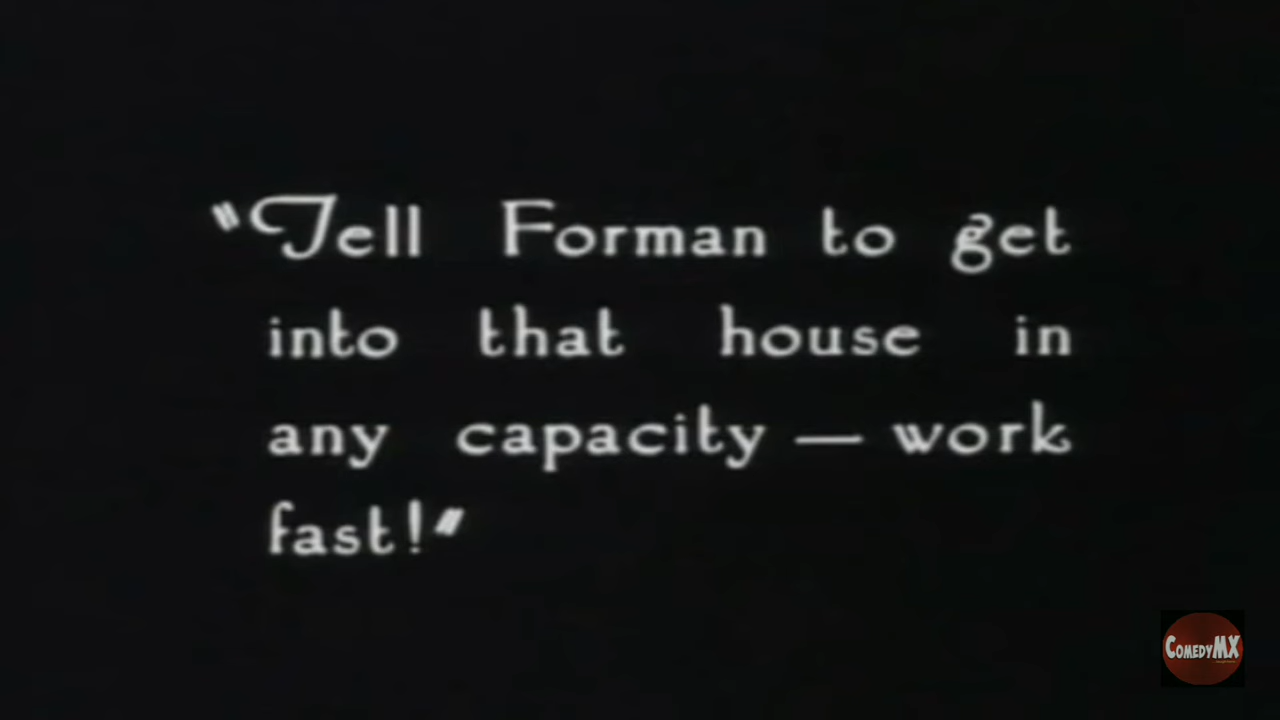 "Tell Forman to get
into that house in
any capacity — work
fast!"
COMEDYMX